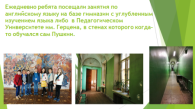 Ежедневно ребята посещали занятия по
английскому языку на базе гимназии с углубленным
изучением языка либо в Педагогическом
Университете им. Герцена, в стенах которого когда-
то обучался сам Пушкин.